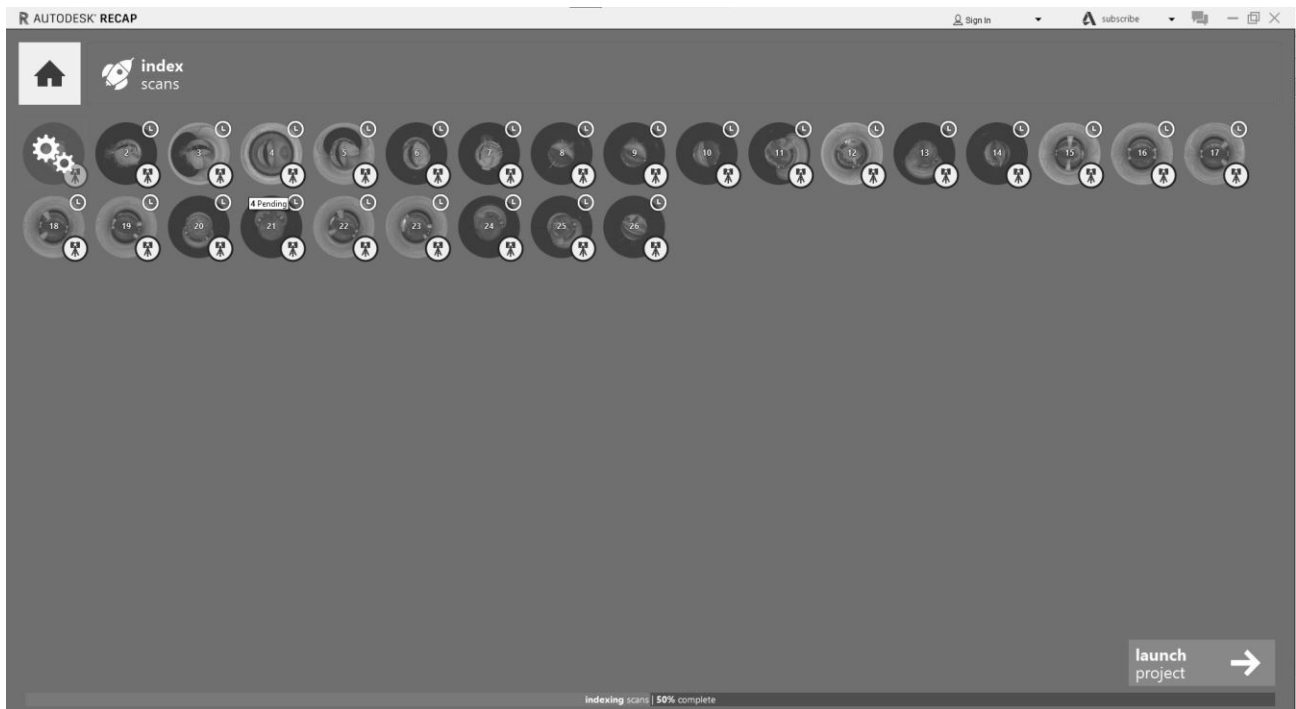 R AUTODESK® RECAP
Sign In
subscribe
index
scans
2 3 4 5 6 7 8 9 10 11 12 13 14 15 16 17
4 Pending
18 19 20 21 22 23 24 25 26
launch
project
indexing scans | 50% complete